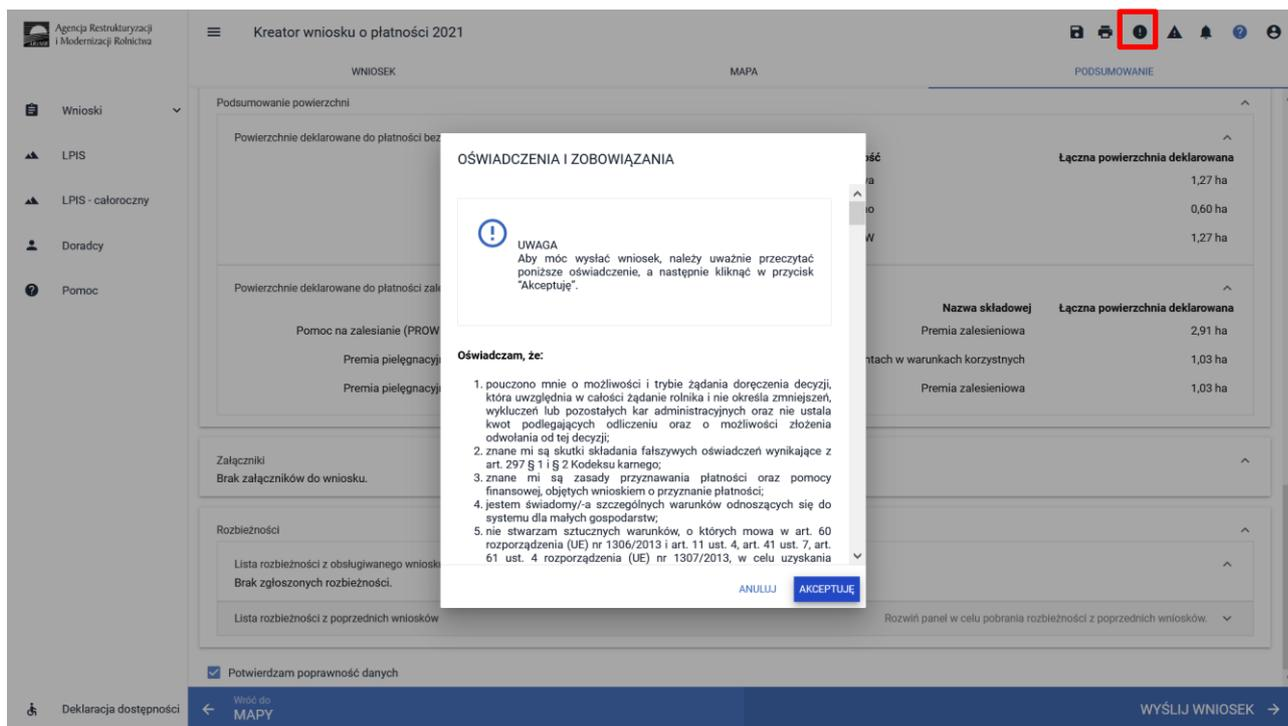 Agencja Restrukturyzacji
i Modernizacji Rolnictwa
Kreator wniosku o płatności 2021
WNIOSEK
MAPA
PODSUMOWANIE
Wnioski
LPIS
LPIS - całoroczny
Doradcy
Pomoc
Deklaracja dostępności
Podsumowanie powierzchni
Powierzchnie deklarowane do płatności bez
Łączna powierzchnia deklarowana
1,27 ha
0,60 ha
1,27 ha
Powierzchnie deklarowane do płatności zale
Nazwa składowej Łączna powierzchnia deklarowana
Pomoc na zalesianie (PROW Premia zalesieniowa 2,91 ha
Premia pielęgnacyj ntach w warunkach korzystnych 1,03 ha
Premia pielęgnacyj Premia zalesieniowa 1,03 ha
Załączniki
Brak załączników do wniosku.
Rozbieżności
Lista rozbieżności z obsługiwanego wniosk
Brak zgłoszonych rozbieżności.
Lista rozbieżności z poprzednich wniosków
Rozwiń panel w celu pobrania rozbieżności z poprzednich wniosków.
Potwierdzam poprawność danych
Wróć do
MAPY
WYŚLIJ WNIOSEK
OŚWIADCZENIA I ZOBOWIĄZANIA
UWAGA
Aby móc wysłać wniosek, należy uważnie przeczytać
poniższe oświadczenie, a następnie kliknąć w przycisk
"Akceptuję".
Oświadczam, że:
1. pouczono mnie o możliwości i trybie żądania doręczenia decyzji,
która uwzględnia w całości żądanie rolnika i nie określa zmniejszeń,
wykluczeń lub pozostałych kar administracyjnych oraz nie ustala
kwot podlegających odliczeniu oraz o możliwości złożenia
odwołania od tej decyzji;
2. znane mi są skutki składania fałszywych oświadczeń wynikające z
art. 297 § 1 i § 2 Kodeksu karnego;
3. znane mi są zasady przyznawania płatności oraz pomocy
finansowej, objętych wnioskiem o przyznanie płatności;
4. jestem świadomy/-a szczególnych warunków odnoszących się do
systemu dla małych gospodarstw;
5. nie stwarzam sztucznych warunków, o których mowa w art. 60
rozporządzenia (UE) nr 1306/2013 i art. 11 ust. 4, art. 41 ust. 7, art.
61 ust. 4 rozporządzenia (UE) nr 1307/2013, w celu uzyskania
ANULUJ
AKCEPTUJĘ